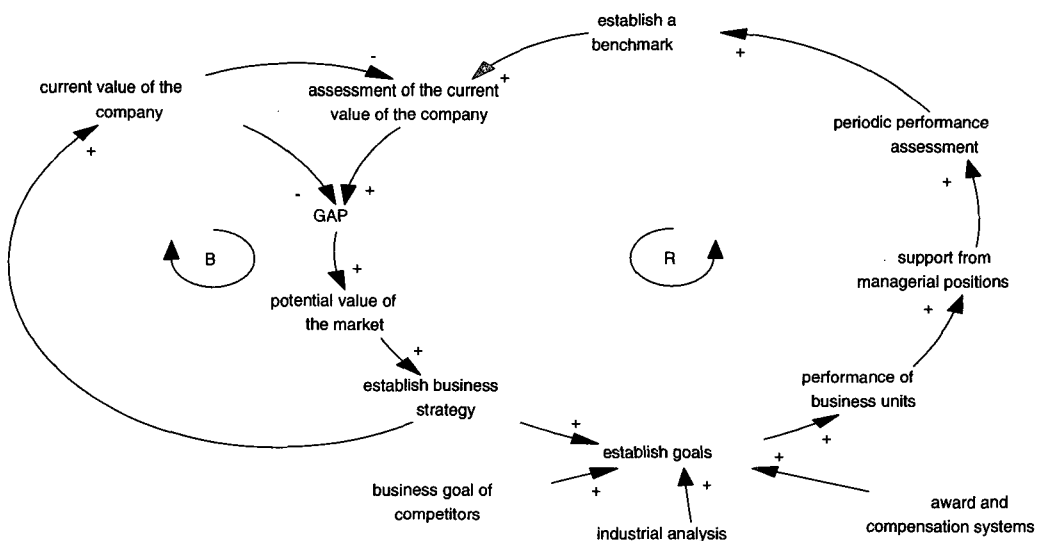 establish a
benchmark
+
-
+
current value of the
company
assessment of the current
value of the company
periodic performance
assessment
+
-
+
+
GAP
B
R
+
support from
managerial positions
potential value of
the market
+
+
establish business
strategy
performance of
business units
+
+
establish goals
+
business goal of
competitors
+
+
industrial analysis
award and
compensation systems